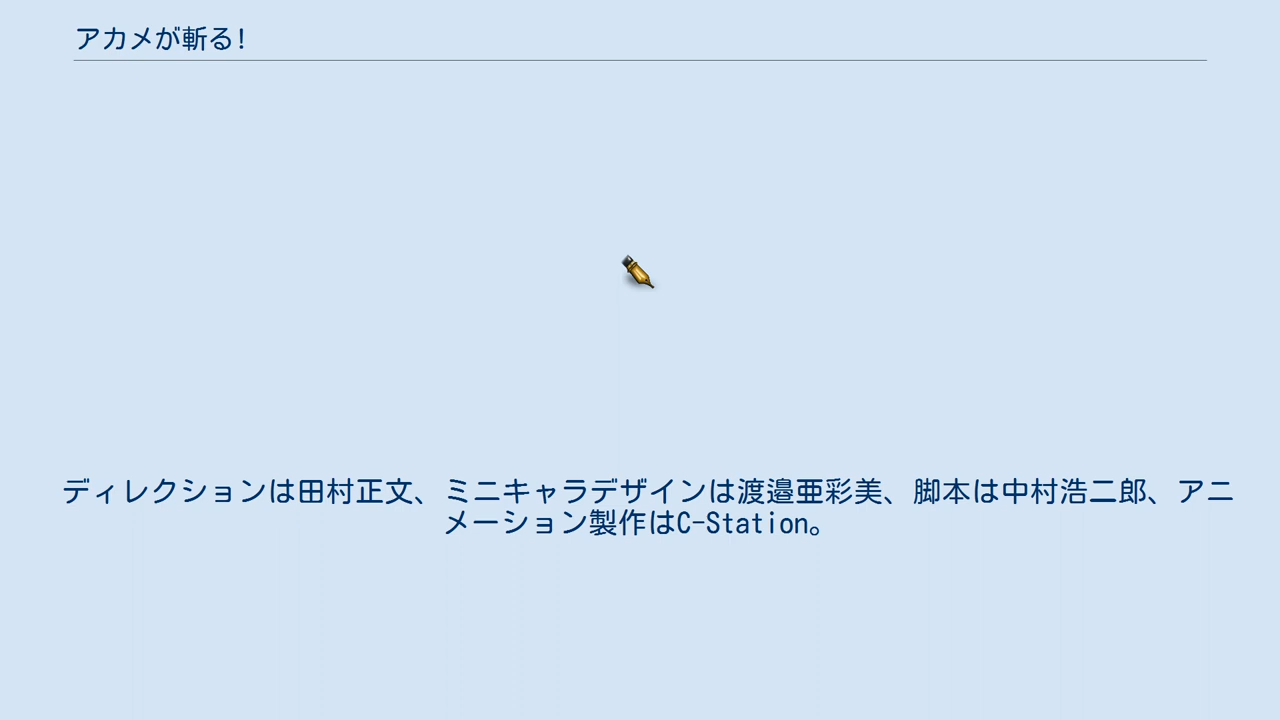 アカメが斬る!
ディレクションは田村正文、ミニキャラデザインは渡邉亜彩美、脚本は中村浩二郎、アニ
メーション製作はC-Station。